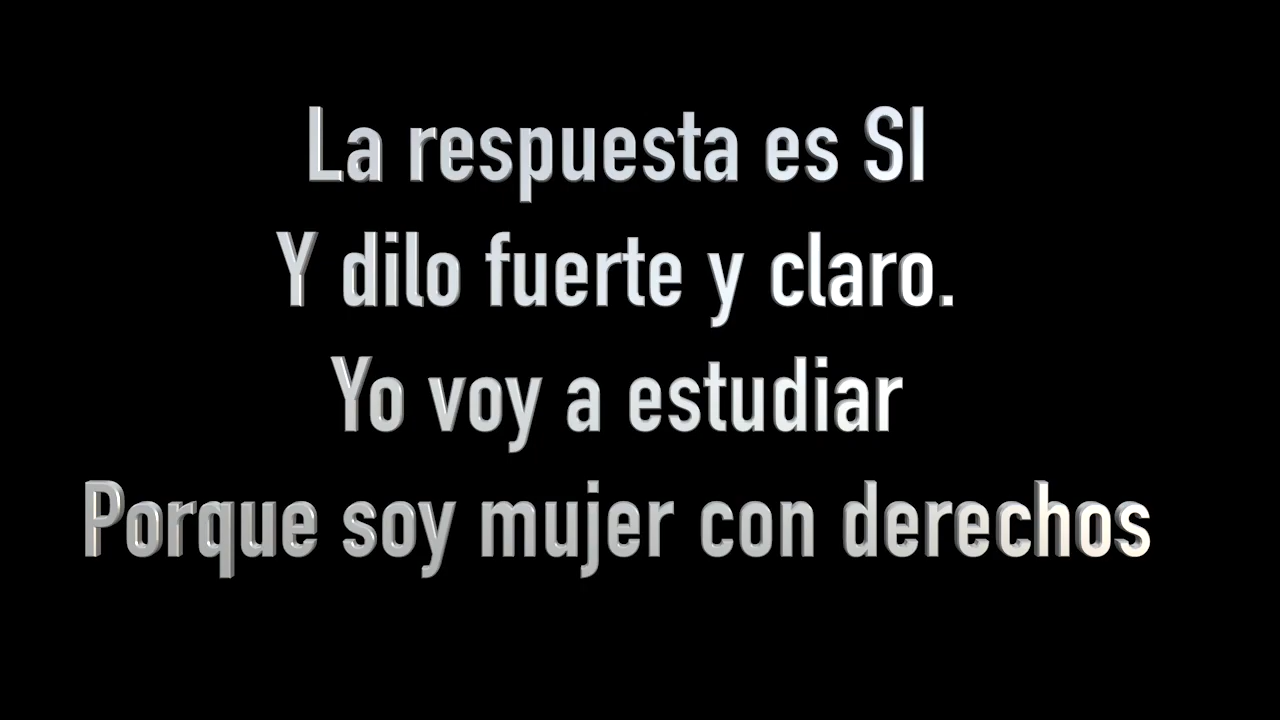 La respuesta es SI
Y dilo fuerte y claro.
Yo voy a estudiar
Porque soy mujer con derechos